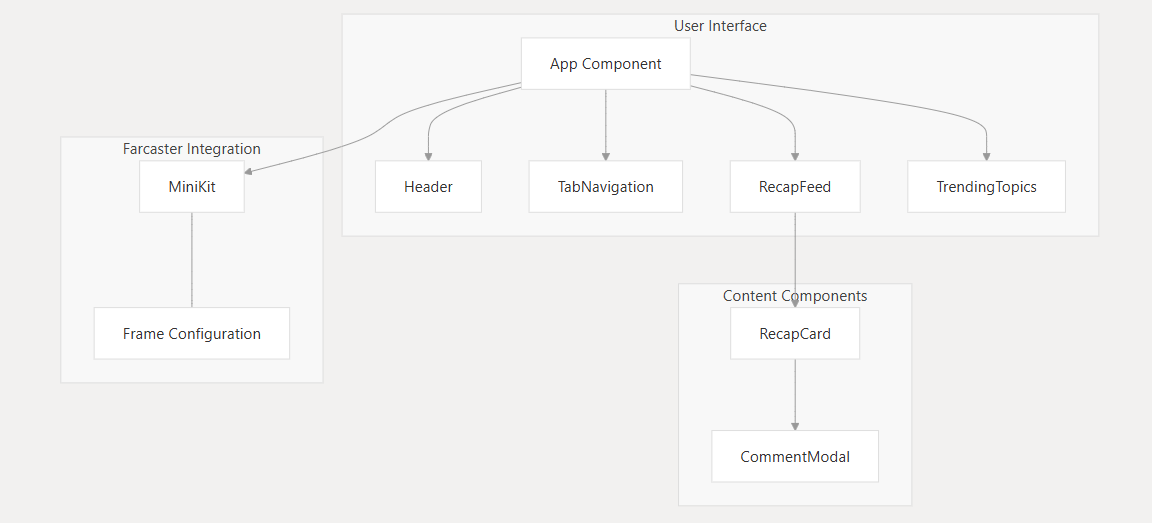 User Interface
App Component
Farcaster Integration
MiniKit
Header
TabNavigation
RecapFeed
TrendingTopics
Content Components
Frame Configuration
RecapCard
CommentModal